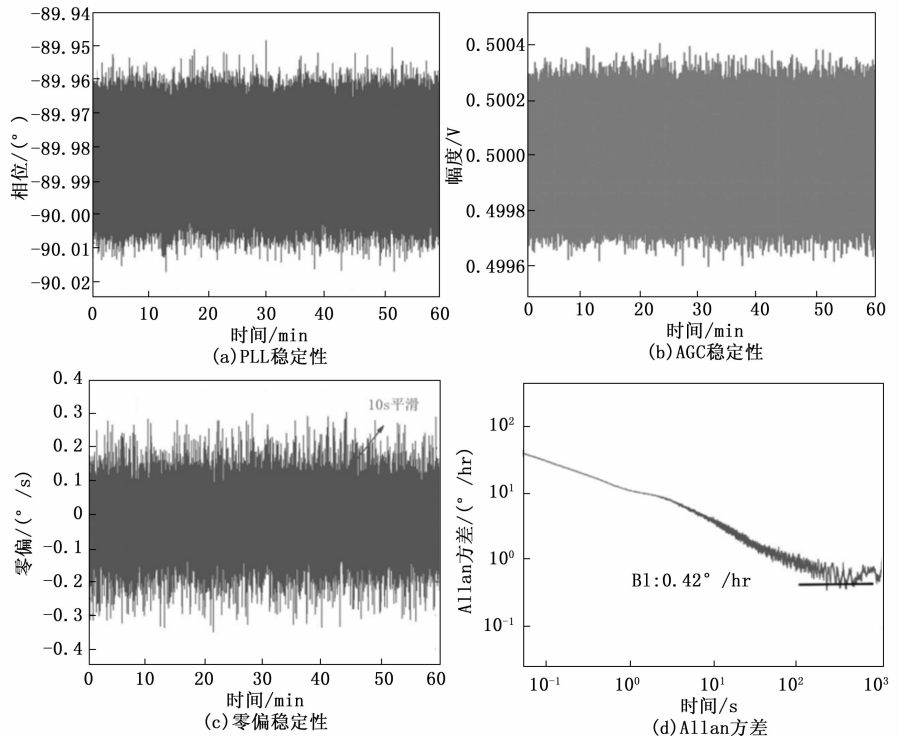 -89.94
-89.95
-89.96
-89.97
-89.98
-89.99
-90.00
-90.01
-90.02
相位/(°)
0 10 20 30 40 50 60
时间/min
(a)PLL稳定性
0.5004
0.5002
0.5000
0.4998
0.4996
幅度/V
0 10 20 30 40 50 60
时间/min
(b)AGC稳定性
0.4
0.3
0.2
0.1
0
-0.1
-0.2
-0.3
-0.4
零偏/(°/s)
10s平滑
0 10 20 30 40 50 60
时间/min
(c)零偏稳定性
10²
10¹
10⁰
10⁻¹
Allan方差/(°/hr)
Bl:0.42°/hr
10⁻¹ 10⁰ 10¹ 10² 10³
时间/s
(d)Allan方差